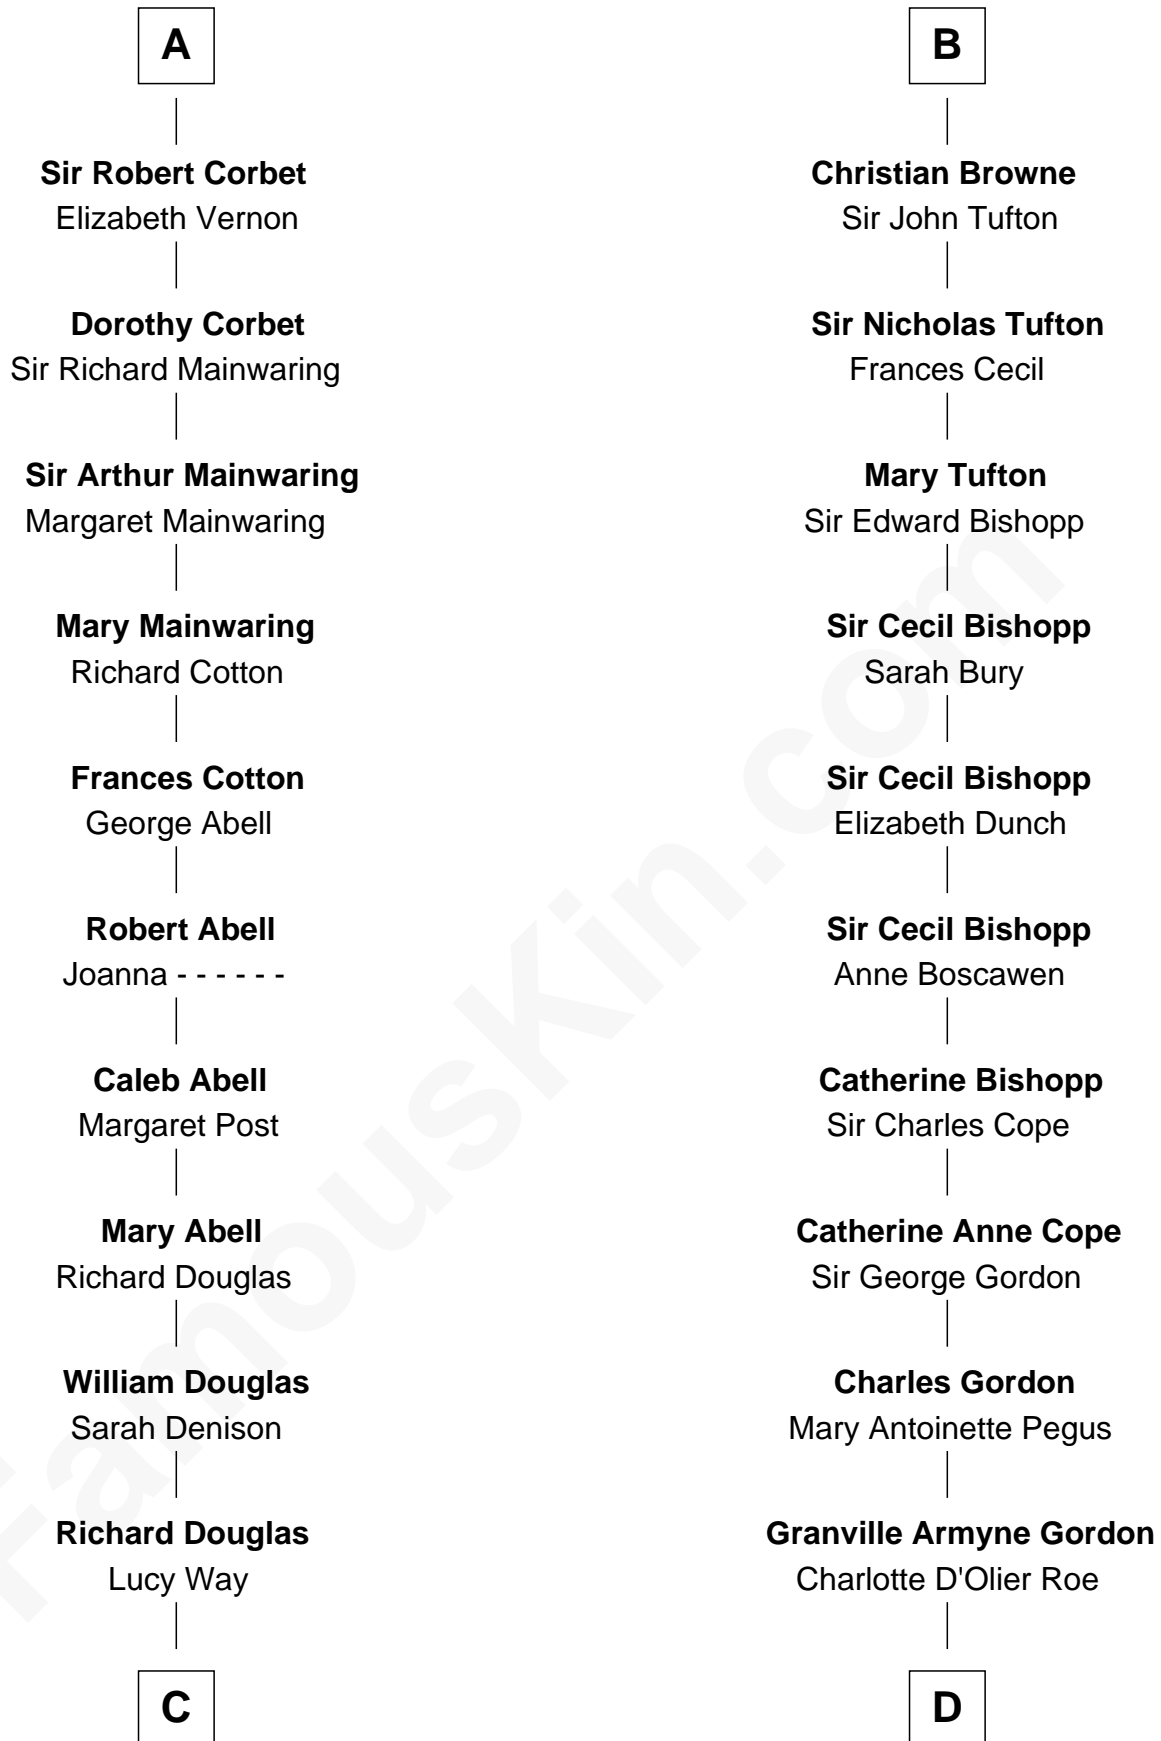 A
Sir Robert Corbet
Elizabeth Vernon
Dorothy Corbet
Sir Richard Mainwaring
Sir Arthur Mainwaring
Margaret Mainwaring
Mary Mainwaring
Richard Cotton
Frances Cotton
George Abell
Robert Abell
Joanna - - - - - -
Caleb Abell
Margaret Post
Mary Abell
Richard Douglas
William Douglas
Sarah Denison
Richard Douglas
Lucy Way
C
B
Christian Browne
Sir John Tufton
Sir Nicholas Tufton
Frances Cecil
Mary Tufton
Sir Edward Bishopp
Sir Cecil Bishopp
Sarah Bury
Sir Cecil Bishopp
Elizabeth Dunch
Sir Cecil Bishopp
Anne Boscawen
Catherine Bishopp
Sir Charles Cope
Catherine Anne Cope
Sir George Gordon
Charles Gordon
Mary Antoinette Pegus
Granville Armyne Gordon
Charlotte D'Olier Roe
D
FamousKin.com